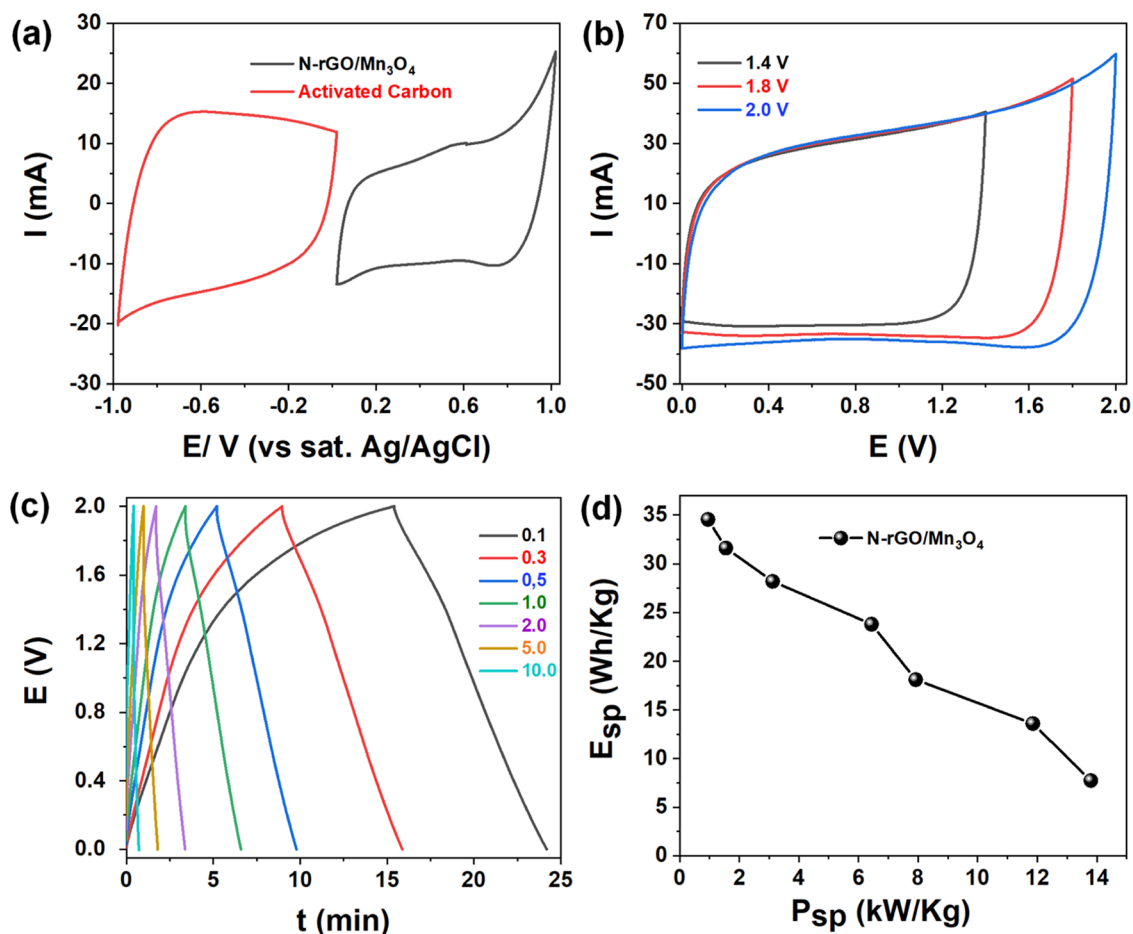 (a)
30
20
10
0
-10
-20
-30
I (mA)
N-rGO/Mn₃O₄
Activated Carbon
-1.0 -0.6 -0.2 0.2 0.6 1.0
E/ V (vs sat. Ag/AgCl)
(b)
70
50
30
10
-10
-30
-50
I (mA)
1.4 V
1.8 V
2.0 V
0.0 0.4 0.8 1.2 1.6 2.0
E (V)
(c)
2.0
1.6
1.2
0.8
0.4
0.0
E (V)
0.1
0.3
0,5
1.0
2.0
5.0
10.0
0 5 10 15 20 25
t (min)
(d)
35
30
25
20
15
10
5
0
Esp (Wh/Kg)
N-rGO/Mn₃O₄
0 2 4 6 8 10 12 14
Psp (kW/Kg)